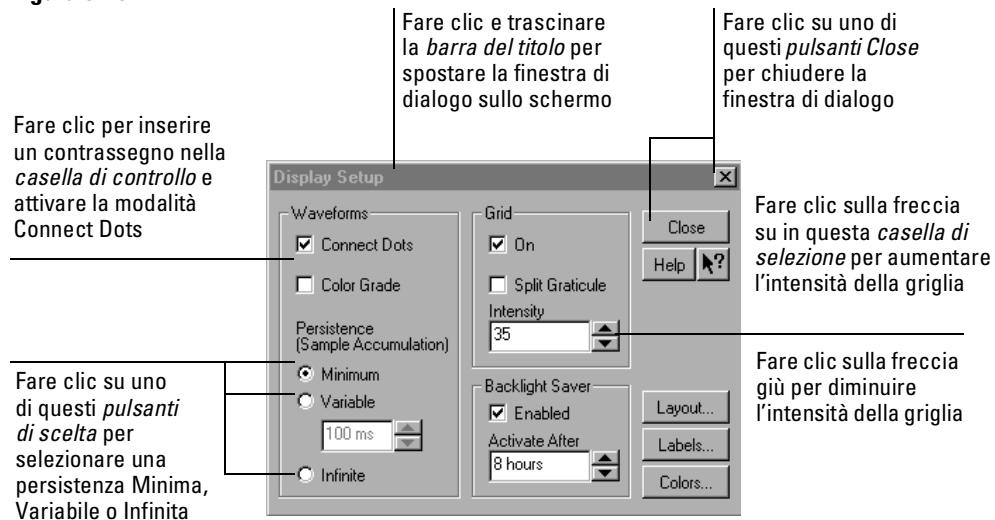 Fare clic e trascinare
la barra del titolo per
spostare la finestra di
dialogo sullo schermo
Fare clic su uno di
questi pulsanti Close
per chiudere la
finestra di dialogo
Fare clic per inserire
un contrassegno nella
casella di controllo e
attivare la modalità
Connect Dots
Display Setup
Waveforms
Connect Dots
Color Grade
Persistence
(Sample Accumulation)
Minimum
Variable
100 ms
Infinite
Grid
On
Split Graticule
Intensity
35
Backlight Saver
Enabled
Activate After
8 hours
Close
Help
?
Layout...
Labels...
Colors...
Fare clic sulla freccia
su in questa casella di
selezione per aumentare
l'intensità della griglia
Fare clic sulla freccia
giù per diminuire
l'intensità della griglia
Fare clic su uno
di questi pulsanti
di scelta per
selezionare una
persistenza Minima,
Variabile o Infinita